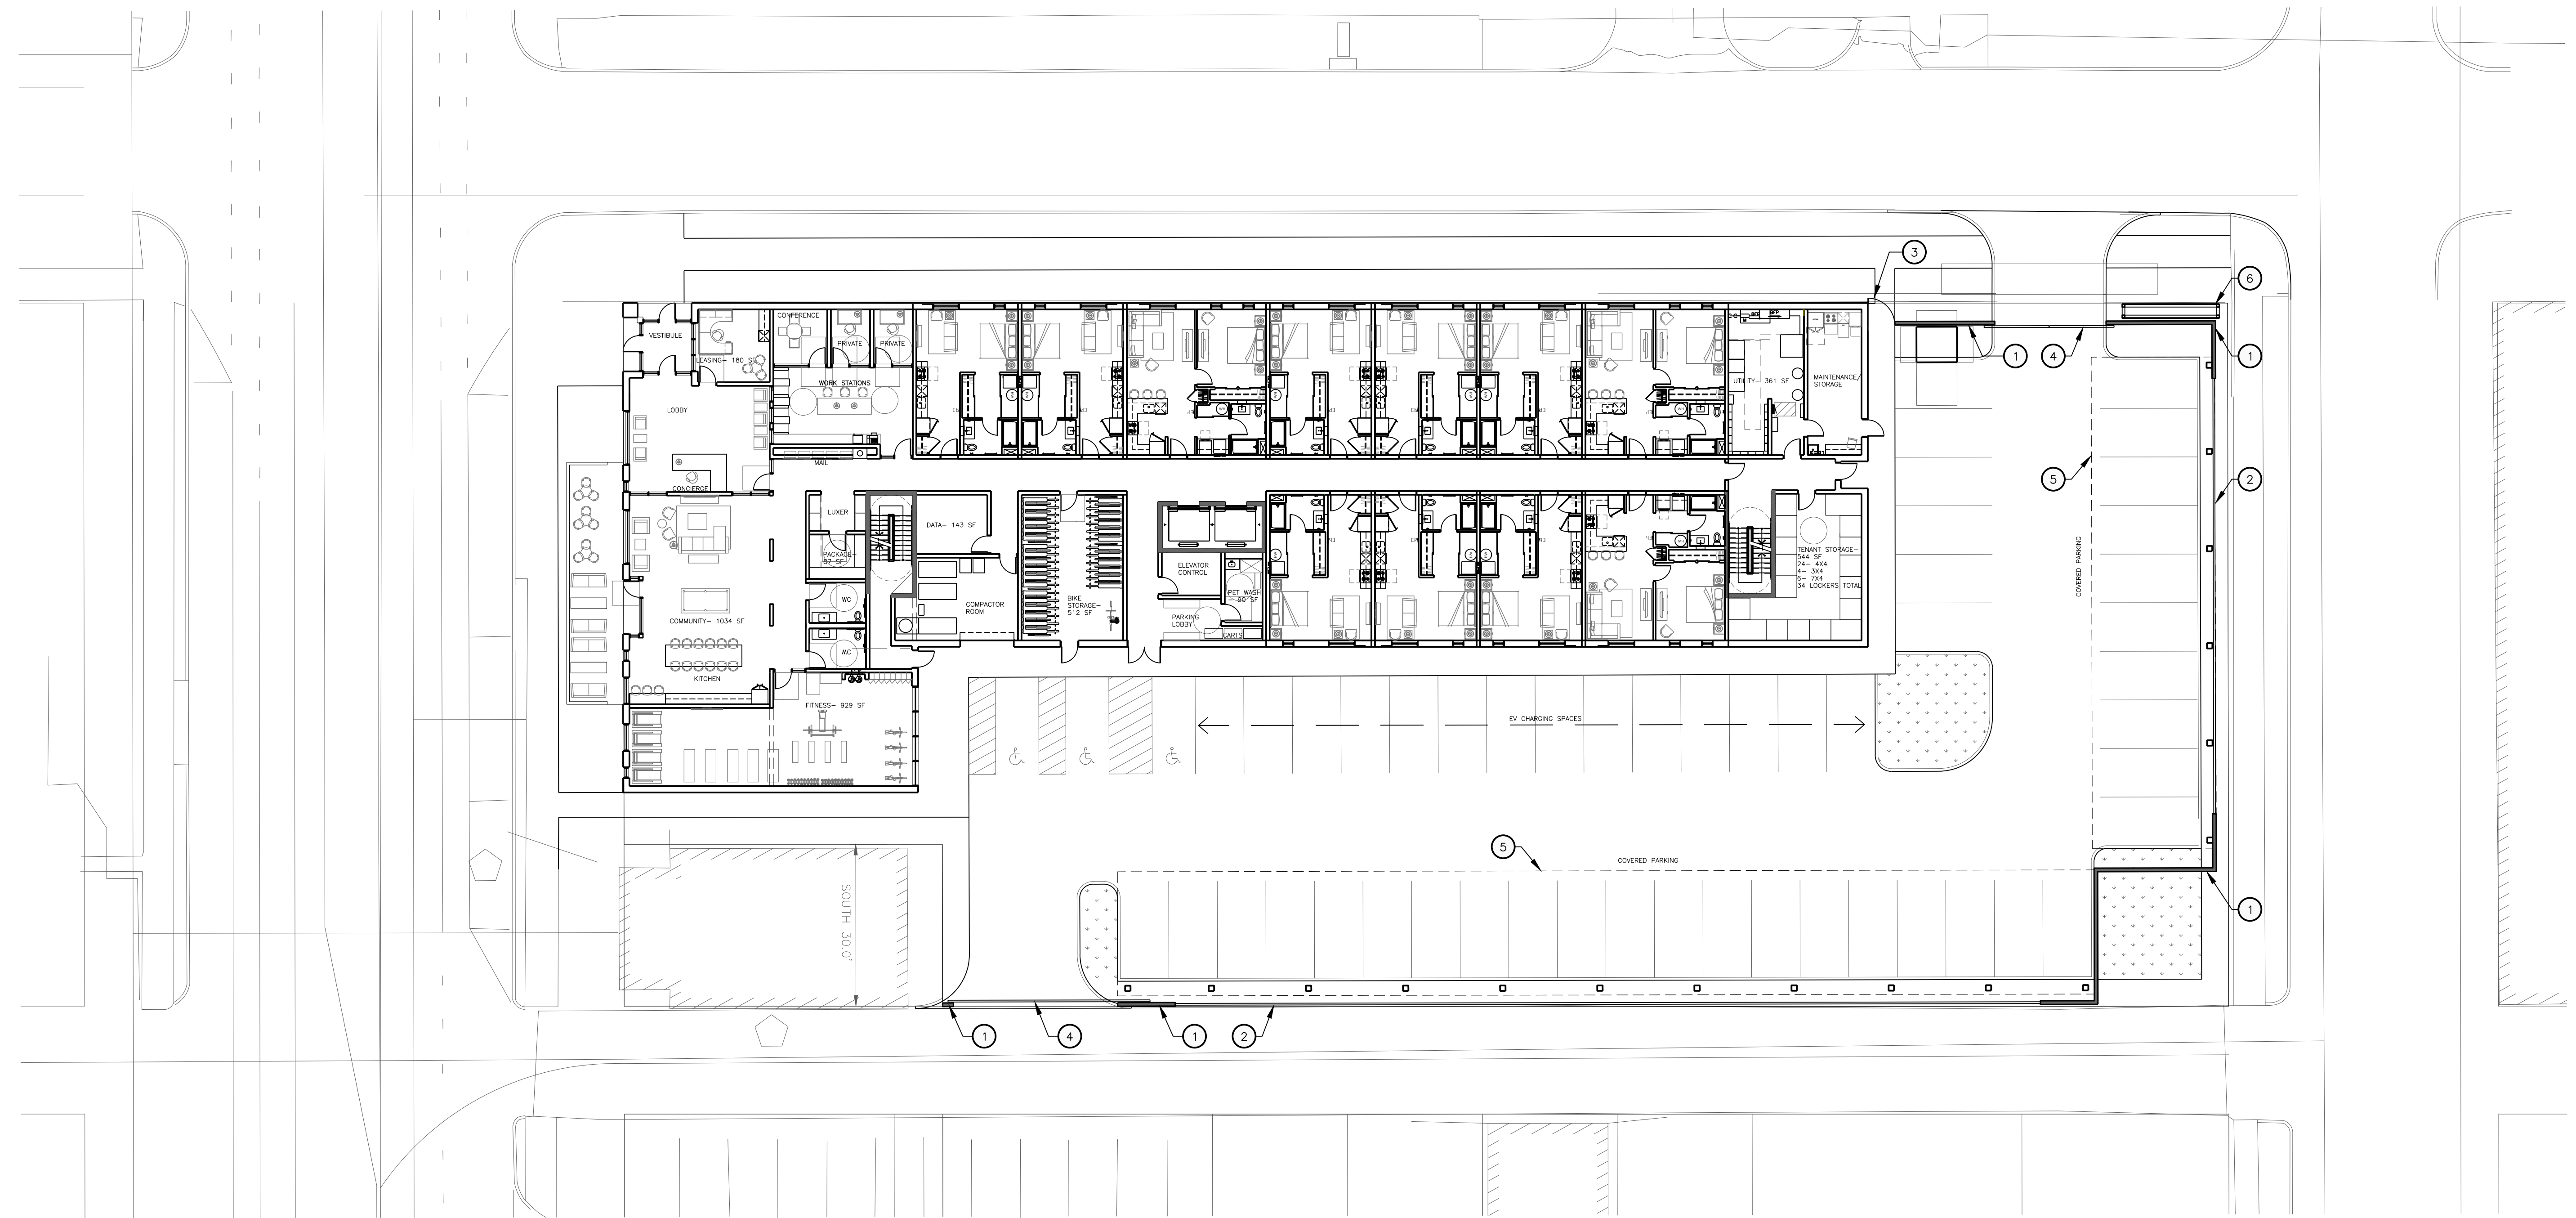 3
6
VESTIBULE
CONFERENCE
PRIVATE
PRIVATE
LEASING- 180 SF
1
4
1
WORK STATIONS
UTILITY- 361 SF
MAINTENANCE/
STORAGE
LOBBY
MAIL
5
2
CONCIERGE
LUXER
DATA- 143 SF
PACKAGE-
87 SF
ELEVATOR
CONTROL
TENANT STORAGE-
544 SF
24- 4X4
4- 3X4
6- 7X4
34 LOCKERS TOTAL
COVERED PARKING
WC
COMPACTOR
ROOM
BIKE
STORAGE-
512 SF
PET WASH
- 90 SF
PARKING
LOBBY
CARTS
COMMUNITY- 1034 SF
WC
KITCHEN
FITNESS- 929 SF
EV CHARGING SPACES
5
COVERED PARKING
SOUTH 30.0'
1
1
4
1
2